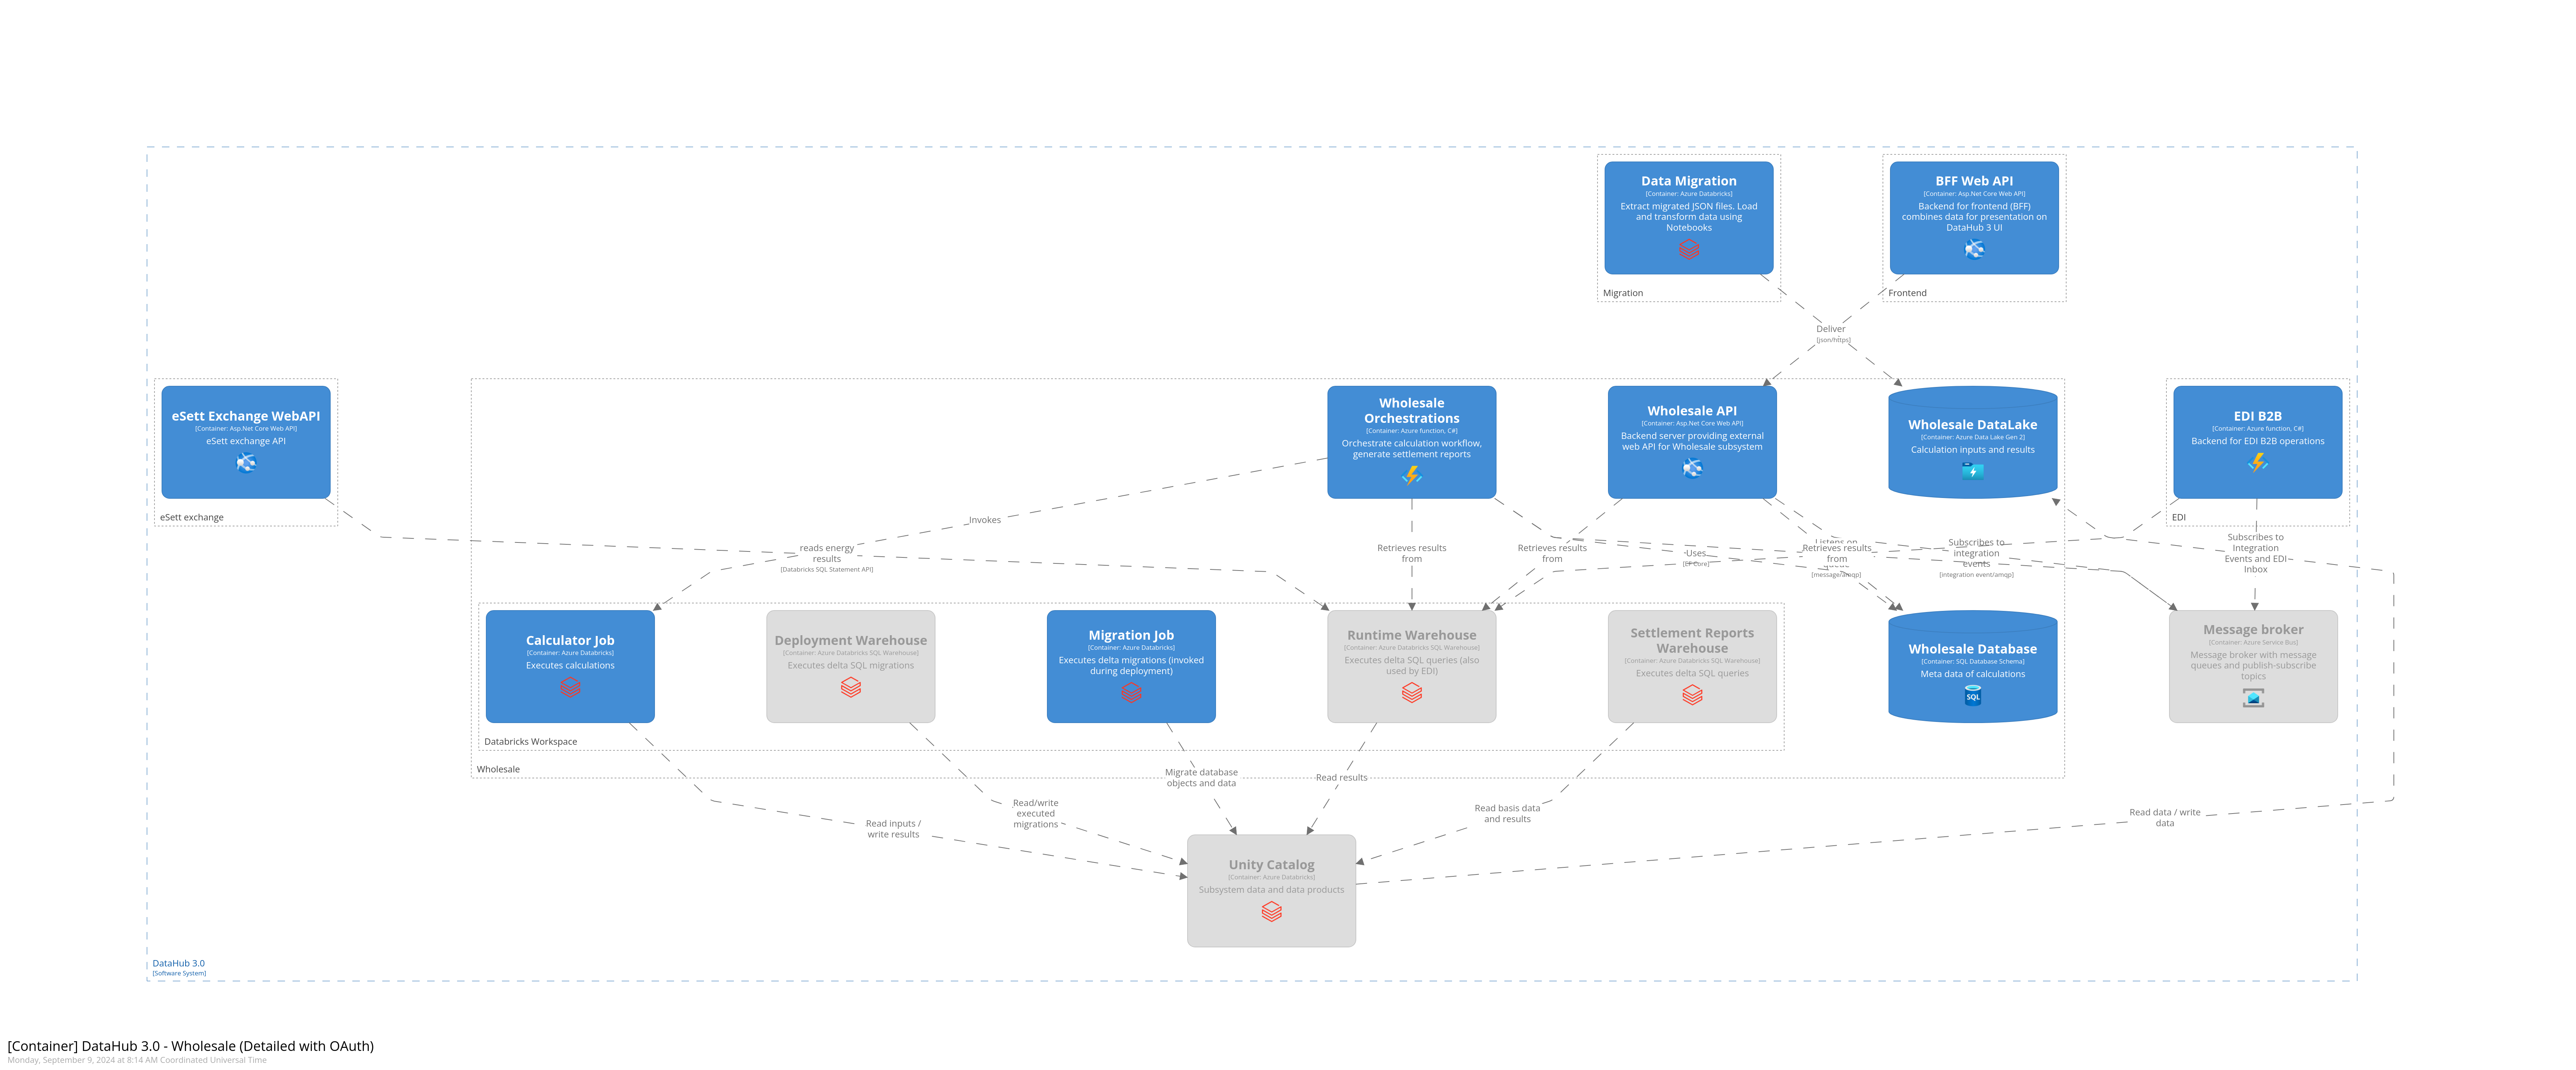 Data Migration
[Container: Azure Databricks]
Extract migrated JSON files. Load
and transform data using
Notebooks
Migration
BFF Web API
[Container: Asp.Net Core Web API]
Backend for frontend (BFF)
combines data for presentation on
DataHub 3 UI
Frontend
Deliver
[json/https]
eSett Exchange WebAPI
[Container: Asp.Net Core Web API]
eSett exchange API
eSett exchange
Wholesale
Orchestrations
[Container: Azure function, C#]
Orchestrate calculation workflow,
generate settlement reports
Wholesale API
[Container: Asp.Net Core Web API]
Backend server providing external
web API for Wholesale subsystem
Wholesale DataLake
[Container: Azure Data Lake Gen 2]
Calculation inputs and results
EDI B2B
[Container: Azure function, C#]
Backend for EDI B2B operations
EDI
Invokes
reads energy
results
[Databricks SQL Statement API]
Retrieves results
from
Retrieves results
from
Uses
[EF Core]
Listens on
Retrieves results
from
[message/amqp]
Subscribes to
integration
events
[integration event/amqp]
Subscribes to
Integration
Events and EDI
Inbox
Calculator Job
[Container: Azure Databricks]
Executes calculations
Deployment Warehouse
[Container: Azure Databricks SQL Warehouse]
Executes delta SQL migrations
Migration Job
[Container: Azure Databricks]
Executes delta migrations (invoked
during deployment)
Runtime Warehouse
[Container: Azure Databricks SQL Warehouse]
Executes delta SQL queries (also
used by EDI)
Settlement Reports
Warehouse
[Container: Azure Databricks SQL Warehouse]
Executes delta SQL queries
Wholesale Database
[Container: SQL Database Schema]
Meta data of calculations
SQL
Message broker
[Container: Azure Service Bus]
Message broker with message
queues and publish-subscribe
topics
Databricks Workspace
Wholesale
Read inputs /
write results
Read/write
executed
migrations
Migrate database
objects and data
Read results
Read basis data
and results
Read data / write
data
Unity Catalog
[Container: Azure Databricks]
Subsystem data and data products
DataHub 3.0
[Software System]
[Container] DataHub 3.0 - Wholesale (Detailed with OAuth)
Monday, September 9, 2024 at 8:14 AM Coordinated Universal Time